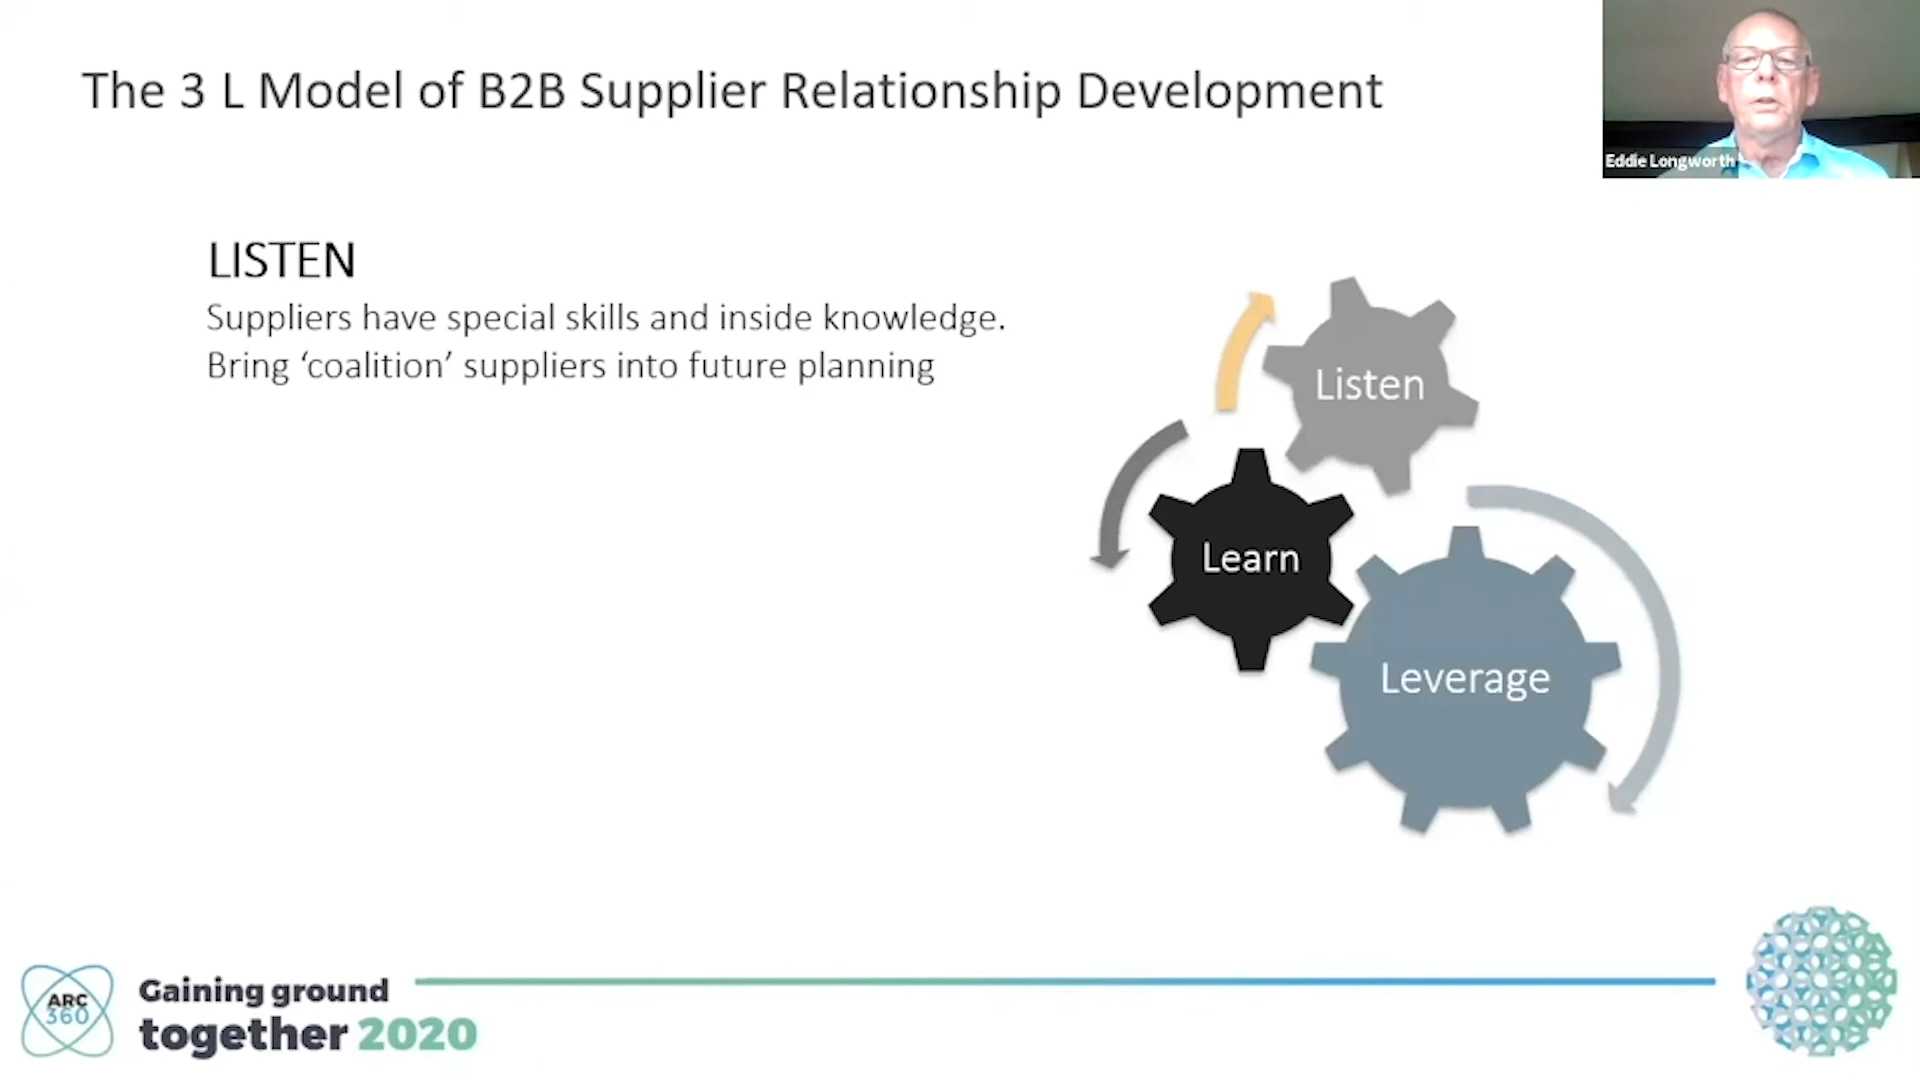 The 3 L Model of B2B Supplier Relationship Development
Eddie Longworth
LISTEN
Suppliers have special skills and inside knowledge.
Bring ‘coalition’ suppliers into future planning
Listen
Learn
Leverage
ARC
360
Gaining ground
together 2020